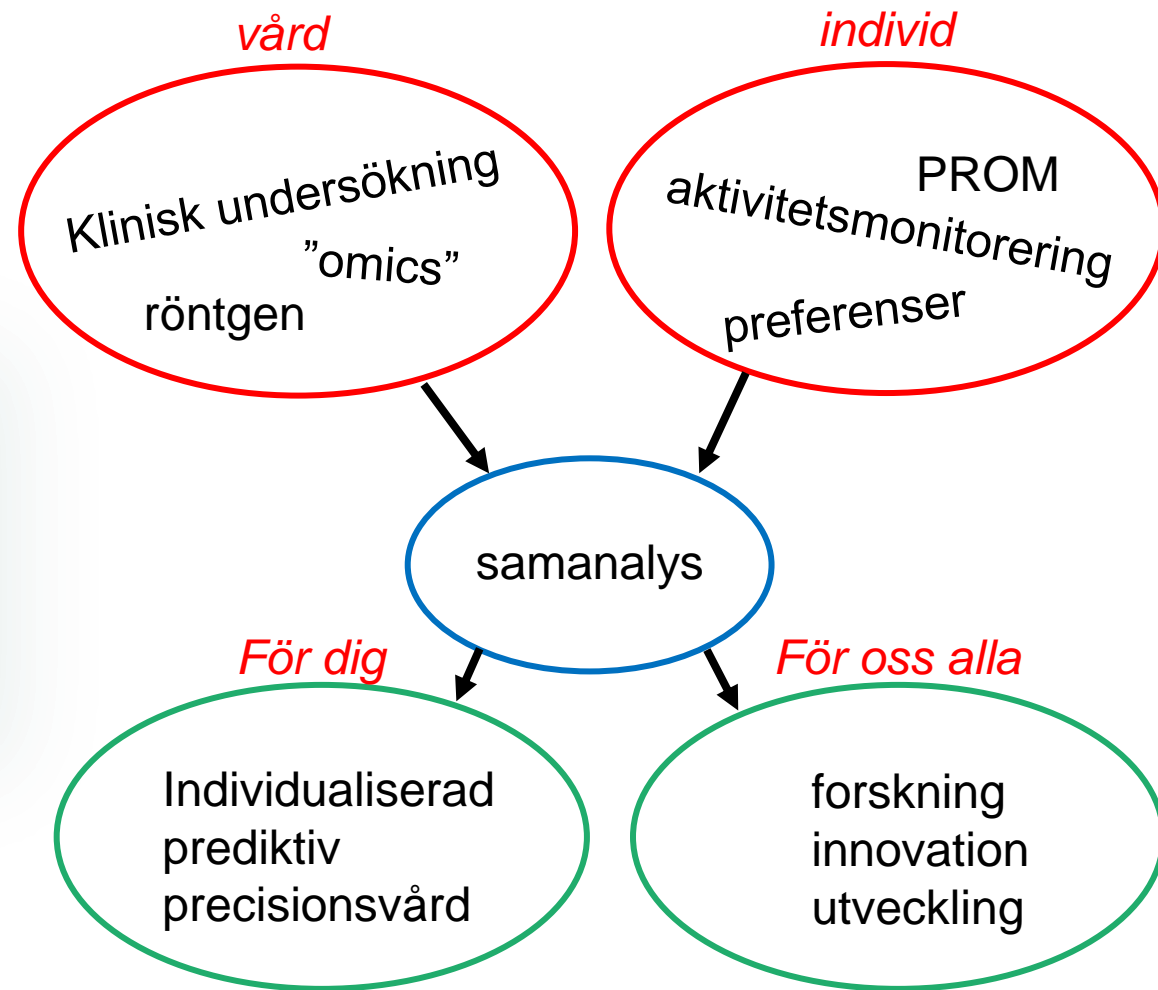 vård
individ
Klinisk undersökning
”omics”
röntgen
PROM
aktivitetsmonitorering
preferenser
samanalys
För dig
För oss alla
Individualiserad
prediktiv
precisionsvård
forskning
innovation
utveckling